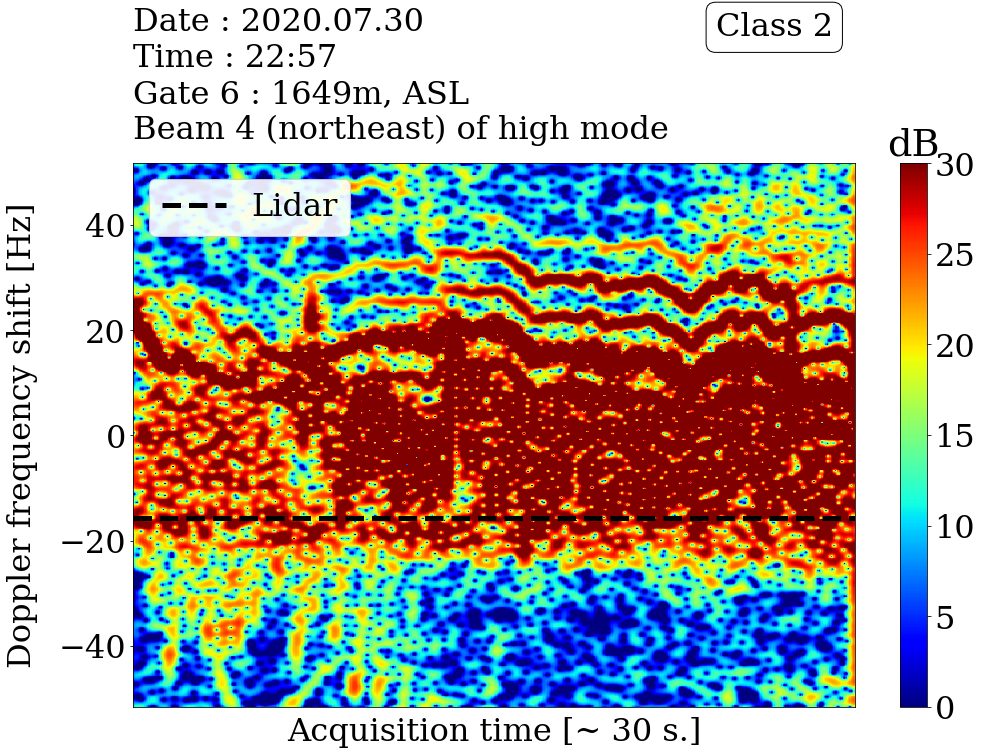 Date : 2020.07.30
Time : 22:57
Gate 6 : 1649m, ASL
Beam 4 (northeast) of high mode
Class 2
dB
Lidar
Doppler frequency shift [Hz]
40
20
0
−20
−40
30
25
20
15
10
5
0
Acquisition time [~ 30 s.]